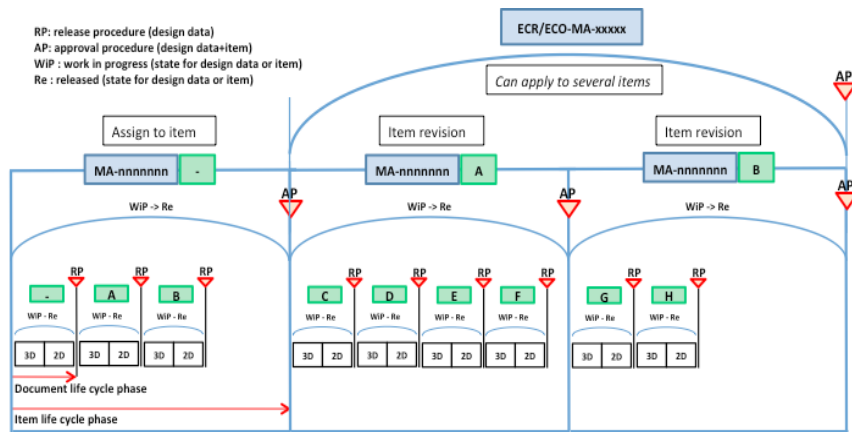 RP: release procedure (design data)
AP: approval procedure (design data+item)
WiP : work in progress (state for design data or item)
Re : released (state for design data or item)
ECR/ECO-MA-xxxxx
Can apply to several items
AP
Assign to item
Item revision
Item revision
MA-nnnnnnn -
MA-nnnnnnn A
MA-nnnnnnn B
AP
AP
AP
WiP -> Re
WiP -> Re
WiP -> Re
RP RP RP RP RP RP RP RP RP
- A B C D E F G H
WiP - Re WiP - Re WiP - Re WiP - Re WiP - Re WiP - Re WiP - Re WiP - Re WiP - Re
3D 2D 3D 2D 3D 2D 3D 2D 3D 2D 3D 2D 3D 2D 3D 2D 3D 2D
Document life cycle phase
Item life cycle phase